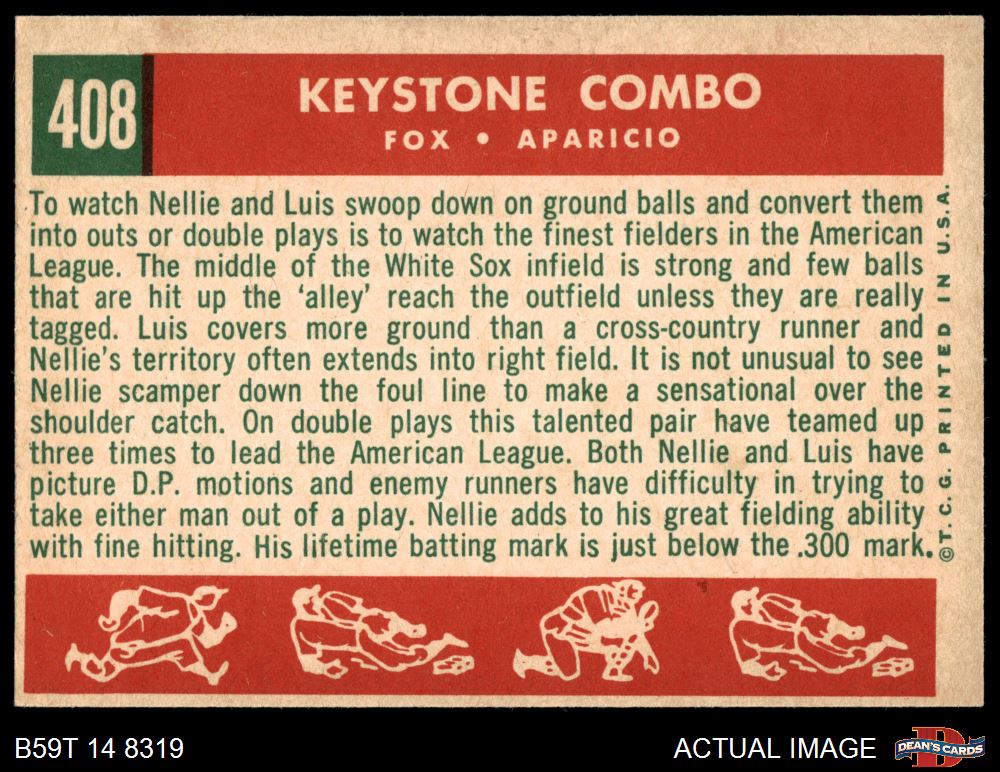 408
KEYSTONE COMBO
FOX • APARICIO
To watch Nellie and Luis swoop down on ground balls and convert them
into outs or double plays is to watch the finest fielders in the American
League. The middle of the White Sox infield is strong and few balls
that are hit up the ‘alley’ reach the outfield unless they are really
tagged. Luis covers more ground than a cross-country runner and
Nellie's territory often extends into right field. It is not unusual to see
Nellie scamper down the foul line to make a sensational over the
shoulder catch. On double plays this talented pair have teamed up
three times to lead the American League. Both Nellie and Luis have
picture D.P. motions and enemy runners have difficulty in trying to
take either man out of a play. Nellie adds to his great fielding ability
with fine hitting. His lifetime batting mark is just below the .300 mark.
© T. C. G. PRINTED IN U.S.A.
B59T 14 8319
ACTUAL IMAGE
D
DEAN'S CARDS